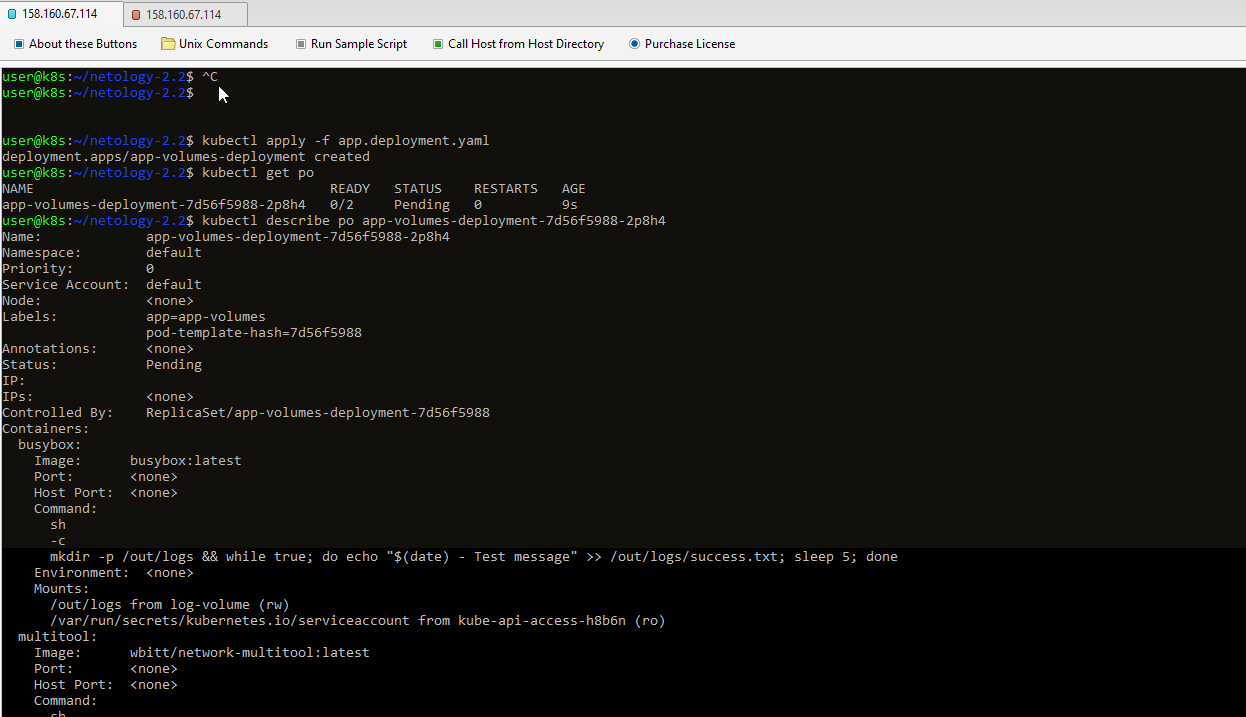 158.160.67.114 158.160.67.114
About these Buttons Unix Commands Run Sample Script Call Host from Host Directory Purchase License
user@k8s:~/netology-2.2$ ^C
user@k8s:~/netology-2.2$
user@k8s:~/netology-2.2$ kubectl apply -f app.deployment.yaml
deployment.apps/app-volumes-deployment created
user@k8s:~/netology-2.2$ kubectl get po
NAME                                     READY   STATUS    RESTARTS   AGE
app-volumes-deployment-7d56f5988-2p8h4   0/2     Pending   0          9s
user@k8s:~/netology-2.2$ kubectl describe po app-volumes-deployment-7d56f5988-2p8h4
Name:             app-volumes-deployment-7d56f5988-2p8h4
Namespace:        default
Priority:         0
Service Account:  default
Node:             <none>
Labels:           app=app-volumes
                  pod-template-hash=7d56f5988
Annotations:      <none>
Status:           Pending
IP:
IPs:              <none>
Controlled By:    ReplicaSet/app-volumes-deployment-7d56f5988
Containers:
  busybox:
    Image:      busybox:latest
    Port:       <none>
    Host Port:  <none>
    Command:
      sh
      -c
      mkdir -p /out/logs && while true; do echo "$(date) - Test message" >> /out/logs/success.txt; sleep 5; done
    Environment:  <none>
    Mounts:
      /out/logs from log-volume (rw)
      /var/run/secrets/kubernetes.io/serviceaccount from kube-api-access-h8b6n (ro)
  multitool:
    Image:      wbitt/network-multitool:latest
    Port:       <none>
    Host Port:  <none>
    Command:
      sh